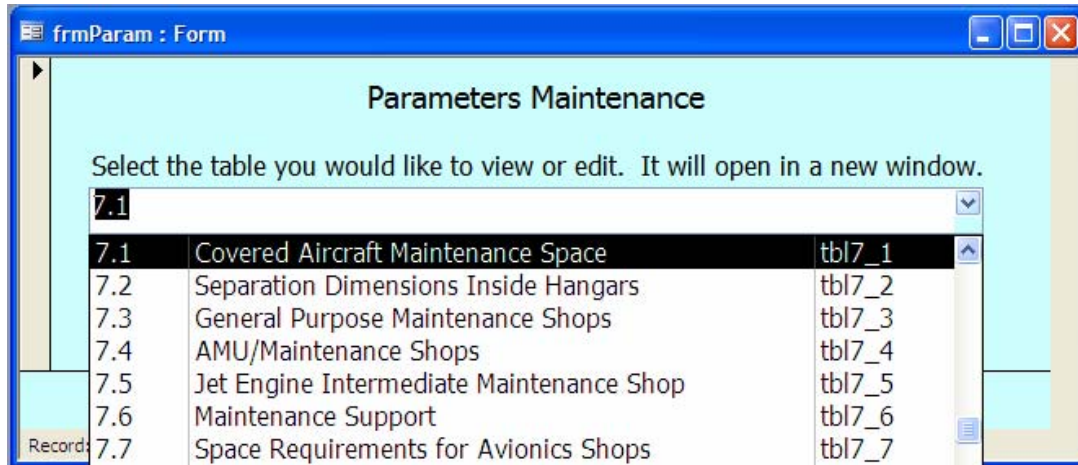 frmParam : Form
Parameters Maintenance
Select the table you would like to view or edit. It will open in a new window.
7.1
7.1 Covered Aircraft Maintenance Space tbl7_1
7.2 Separation Dimensions Inside Hangars tbl7_2
7.3 General Purpose Maintenance Shops tbl7_3
7.4 AMU/Maintenance Shops tbl7_4
7.5 Jet Engine Intermediate Maintenance Shop tbl7_5
7.6 Maintenance Support tbl7_6
Record:
7.7 Space Requirements for Avionics Shops tbl7_7